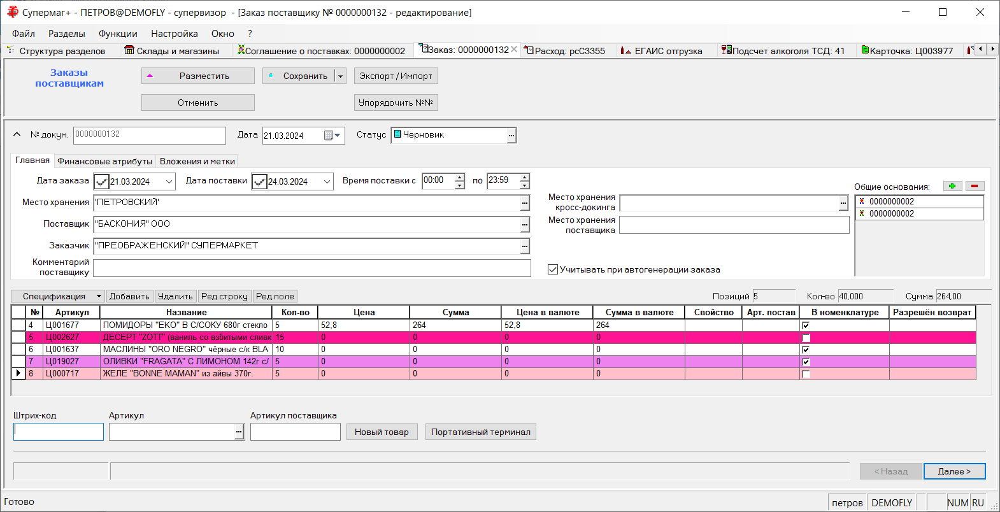 Супермаг+ - ПЕТРОВ@DEMOFLY - супервизор - [Заказ поставщику № 0000000132 - редактирование]
Файл Разделы Функции Настройка Окно ?
Структура разделов Склады и магазины Соглашение о поставках: 0000000002 Заказ: 0000000132 Расход: рсС3355 ЕГАИС отгрузка Подсчет алкоголя ТСД: 41 Карточка: Ц003977
Заказы поставщикам
Разместить Сохранить Экспорт / Импорт
Отменить Упорядочить №№
№ докум. 0000000132 Дата 21.03.2024 Статус Черновик ...
Главная Финансовые атрибуты Вложения и метки
Дата заказа 21.03.2024 Дата поставки 24.03.2024 Время поставки с 00:00 по 23:59
Общие основания:
0000000002
0000000002
Место хранения 'ПЕТРОВСКИЙ' ...
Место хранения кросс-докинга ...
Поставщик "БАСКОНИЯ" ООО ...
Место хранения поставщика
Заказчик "ПРЕОБРАЖЕНСКИЙ" СУПЕРМАРКЕТ ...
Комментарий поставщику
Учитывать при автогенерации заказа
Спецификация Добавить Удалить Ред.строку Ред.поле Позиций 5 Кол-во 40,000 Сумма 264,00
№ Артикул Название Кол-во Цена Сумма Цена в валюте Сумма в валюте Свойство Арт. постав В номенклатуре Разрешён возврат
4 Ц001677 ПОМИДОРЫ "ЕКО" В С/СОКУ 680г стекло 5 52,8 264 52,8 264
5 Ц002627 ДЕСЕРТ "ZOTT" (ваниль со взбитыми сливк 15 0 0 0 0
6 Ц001637 МАСЛИНЫ "ORO NEGRO" чёрные с/к BLA 10 0 0 0 0
7 Ц019027 ОЛИВКИ "FRAGATA" С ЛИМОНОМ 142г с/ 5 0 0 0 0
8 Ц000717 ЖЕЛЕ "BONNE MAMAN" из айвы 370г. 5 0 0 0 0
Штрих-код Артикул Артикул поставщика
... Новый товар Портативный терминал
< Назад Далее >
Готово петров DEMOFLY NUM RU